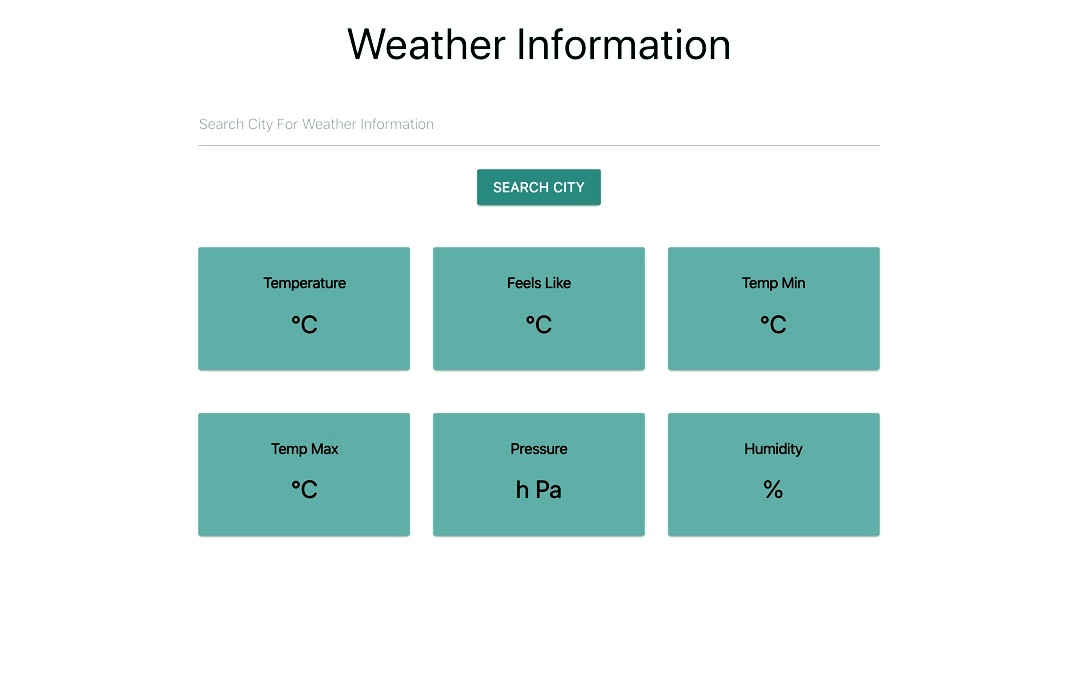 Weather Information
Search City For Weather Information
SEARCH CITY
Temperature
°C
Feels Like
°C
Temp Min
°C
Temp Max
°C
Pressure
h Pa
Humidity
%